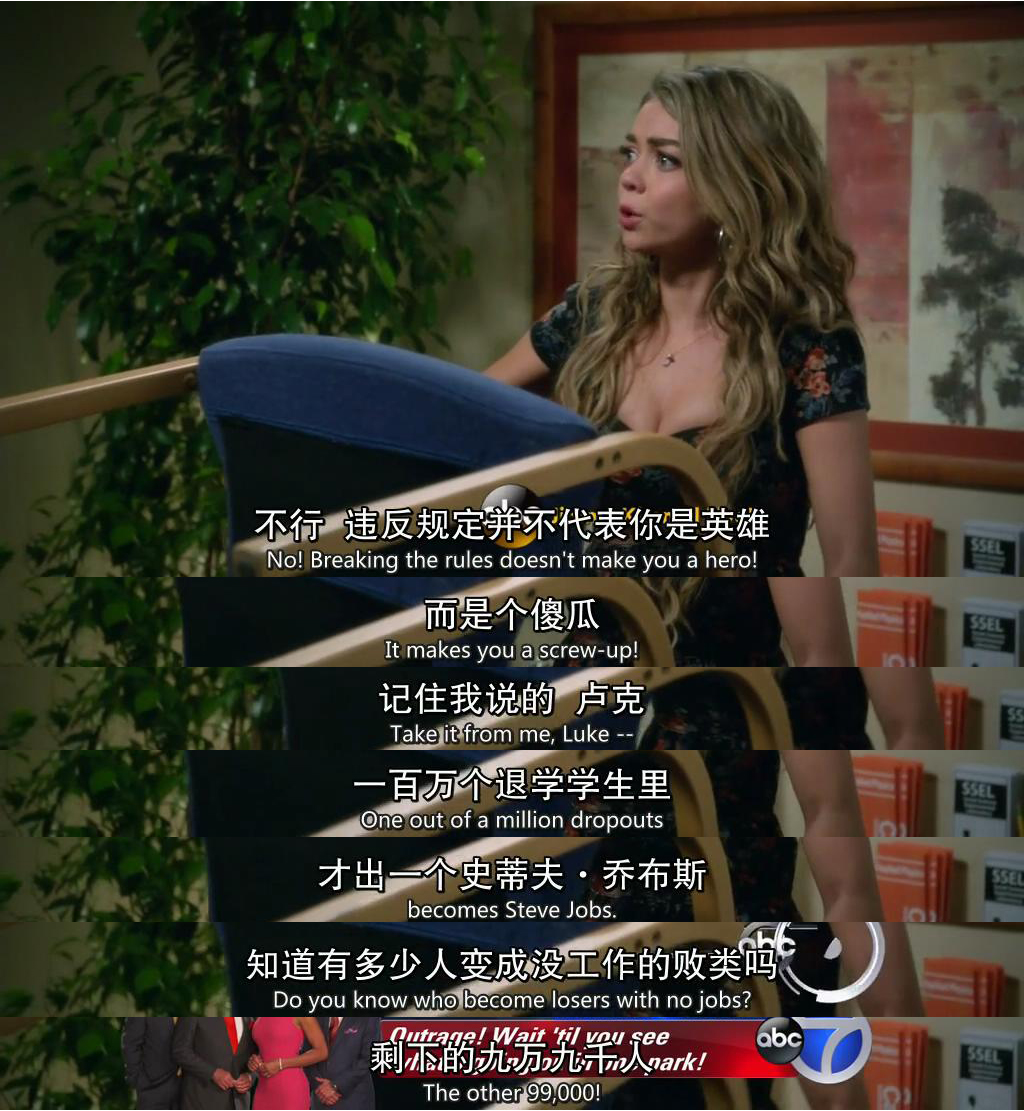 不行 违反规定并不代表你是英雄
No! Breaking the rules doesn't make you a hero!
SSEL
而是个傻瓜
It makes you a screw-up!
SSEL
记住我说的 卢克
Take it from me, Luke --
一百万个退学学生里
One out of a million dropouts
SSEL
才出一个史蒂夫·乔布斯
becomes Steve Jobs.
SSEL
abc
知道有多少人变成没工作的败类吗
Do you know who become losers with no jobs?
Outrage! Wait 'til you see
park!
abc 7
剩下的九万九千人
The other 99,000!